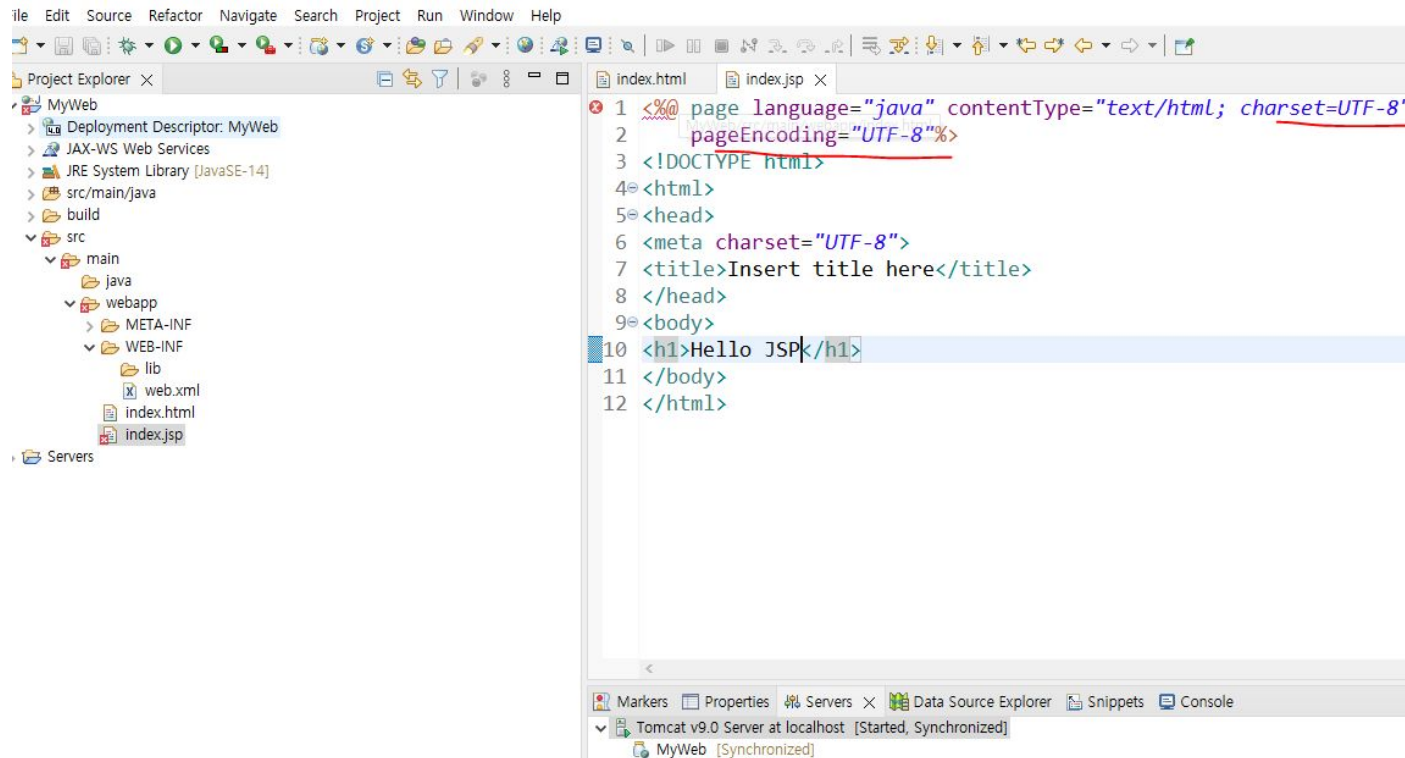 ile Edit Source Refactor Navigate Search Project Run Window Help
Project Explorer
MyWeb
Deployment Descriptor: MyWeb
JAX-WS Web Services
JRE System Library [JavaSE-14]
src/main/java
build
src
main
java
webapp
META-INF
WEB-INF
lib
web.xml
index.html
index.jsp
Servers
index.html index.jsp
1 <%@ page language="java" contentType="text/html; charset=UTF-8"
2 pageEncoding="UTF-8"%>
3 <!DOCTYPE html>
4 <html>
5 <head>
6 <meta charset="UTF-8">
7 <title>Insert title here</title>
8 </head>
9 <body>
10 <h1>Hello JSP</h1>
11 </body>
12 </html>
Markers Properties Servers Data Source Explorer Snippets Console
Tomcat v9.0 Server at localhost [Started, Synchronized]
MyWeb [Synchronized]